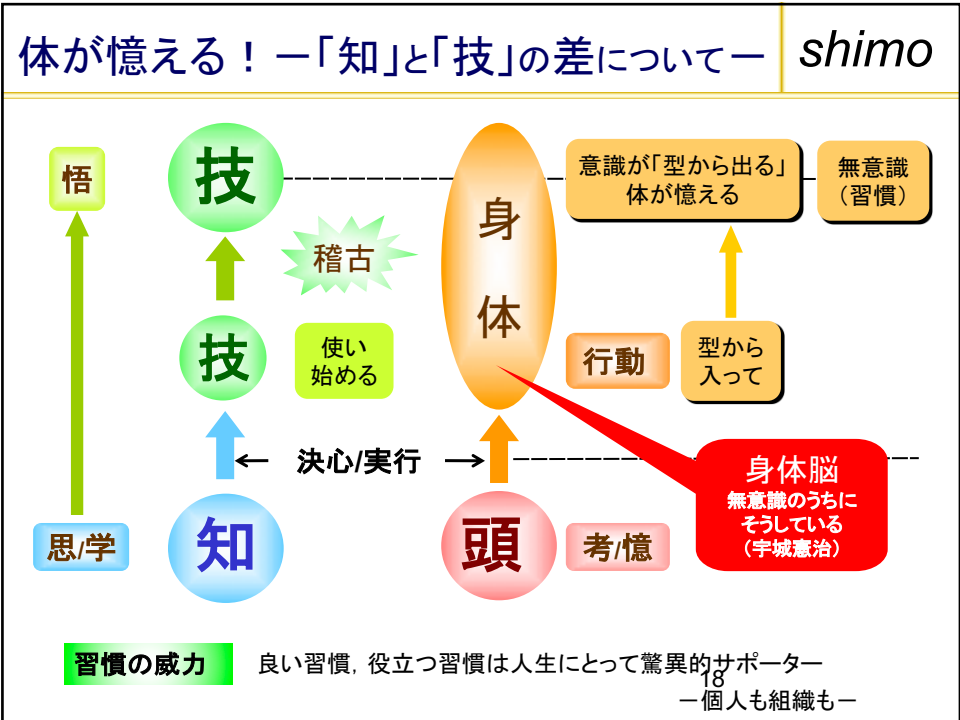 体が憶える！－「知」と「技」の差について－
shimo
悟
技
身
体
意識が「型から出る」
体が憶える
無意識
（習慣）
稽古
技
使い
始める
行動
型から
入って
←　決心/実行　→
身体脳
無意識のうちに
そうしている
（宇城憲治）
思/学
知
頭
考/憶
習慣の威力
良い習慣，役立つ習慣は人生にとって驚異的サポーター
18
－個人も組織も－